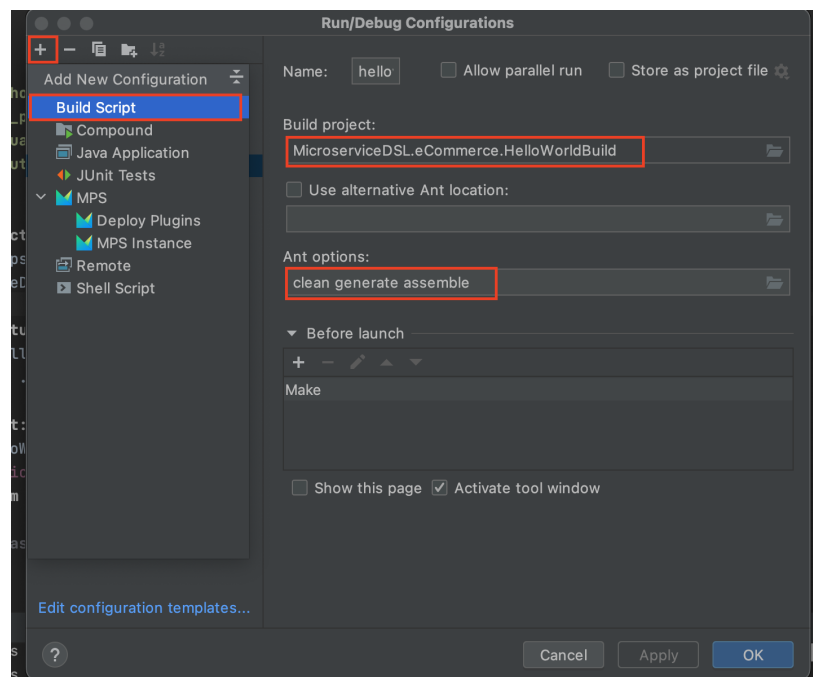 Run/Debug Configurations
Add New Configuration
Build Script
Compound
Java Application
JUnit Tests
MPS
Deploy Plugins
MPS Instance
Remote
Shell Script
Edit configuration templates...
Name:
hello
Allow parallel run
Store as project file
Build project:
MicroserviceDSL.eCommerce.HelloWorldBuild
Use alternative Ant location:
Ant options:
clean generate assemble
Before launch
Make
Show this page
Activate tool window
?
Cancel
Apply
OK